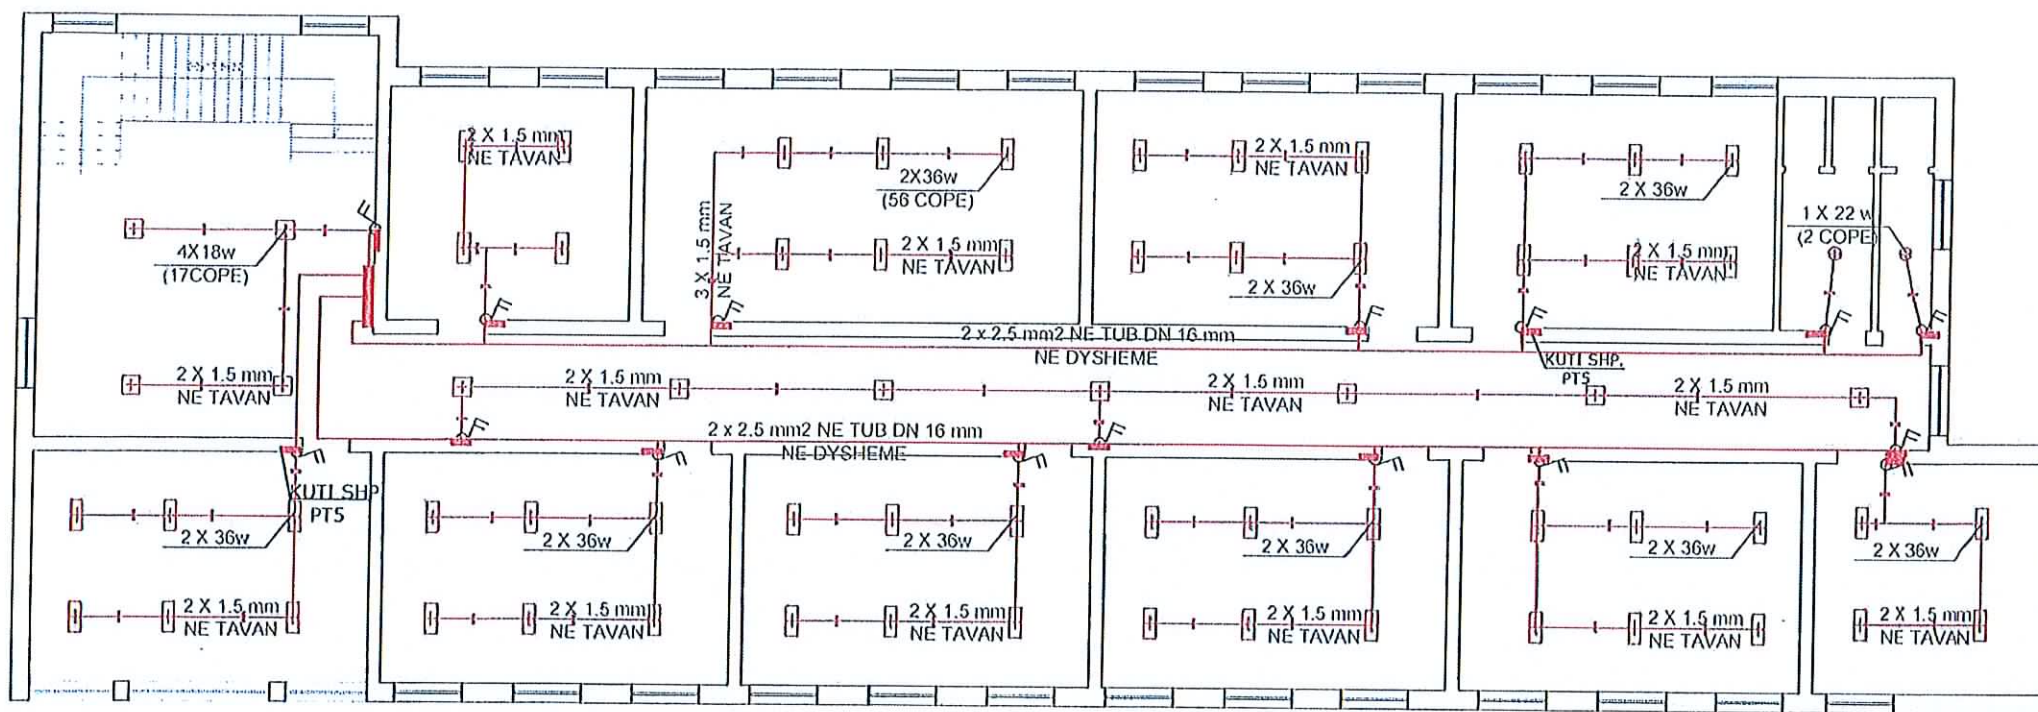 2 X 1.5 mm
NE TAVAN
2X36w
(56 COPE)
2 X 1.5 mm
NE TAVAN
2 X 36w
1 X 22 w
(2 COPE)
3 X 1.5 mm
NE TAVAN
4X18w
(17COPE)
2 X 1.5 mm
NE TAVAN
2 X 36w
2 X 1.5 mm
NE TAVAN
2 x 2.5 mm2 NE TUB DN 16 mm
NE DYSHEME
KUTI SHP.
PT5
2 X 1.5 mm
NE TAVAN
2 X 1.5 mm
NE TAVAN
2 X 1.5 mm
NE TAVAN
2 X 1.5 mm
NE TAVAN
2 x 2.5 mm2 NE TUB DN 16 mm
NE DYSHEME
KUTI SHP
PT5
2 X 36w
2 X 36w
2 X 36w
2 X 36w
2 X 36w
2 X 36w
2 X 1.5 mm
NE TAVAN
2 X 1.5 mm
NE TAVAN
2 X 1.5 mm
NE TAVAN
2 X 1.5 mm
NE TAVAN
2 X 1.5 mm
NE TAVAN
2 X 1.5 mm
NE TAVAN